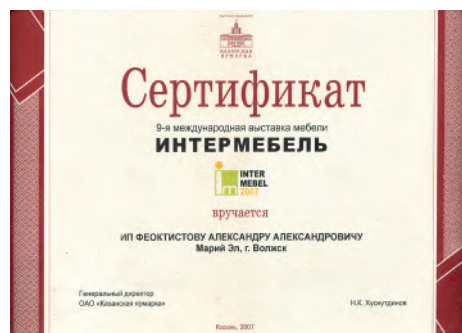 КАЗАНСКАЯ
ЯРМАРКА
Сертификат
9-я международная выставка мебели
ИНТЕРМЕБЕЛЬ
INTER
MEBEL
2007
вручается
ИП ФЕОКТИСТОВУ АЛЕКСАНДРУ АЛЕКСАНДРОВИЧУ
Марий Эл, г. Волжск
Генеральный директор
ОАО «Казанская ярмарка»
Н.К. Хуснутдинов
Казань, 2007